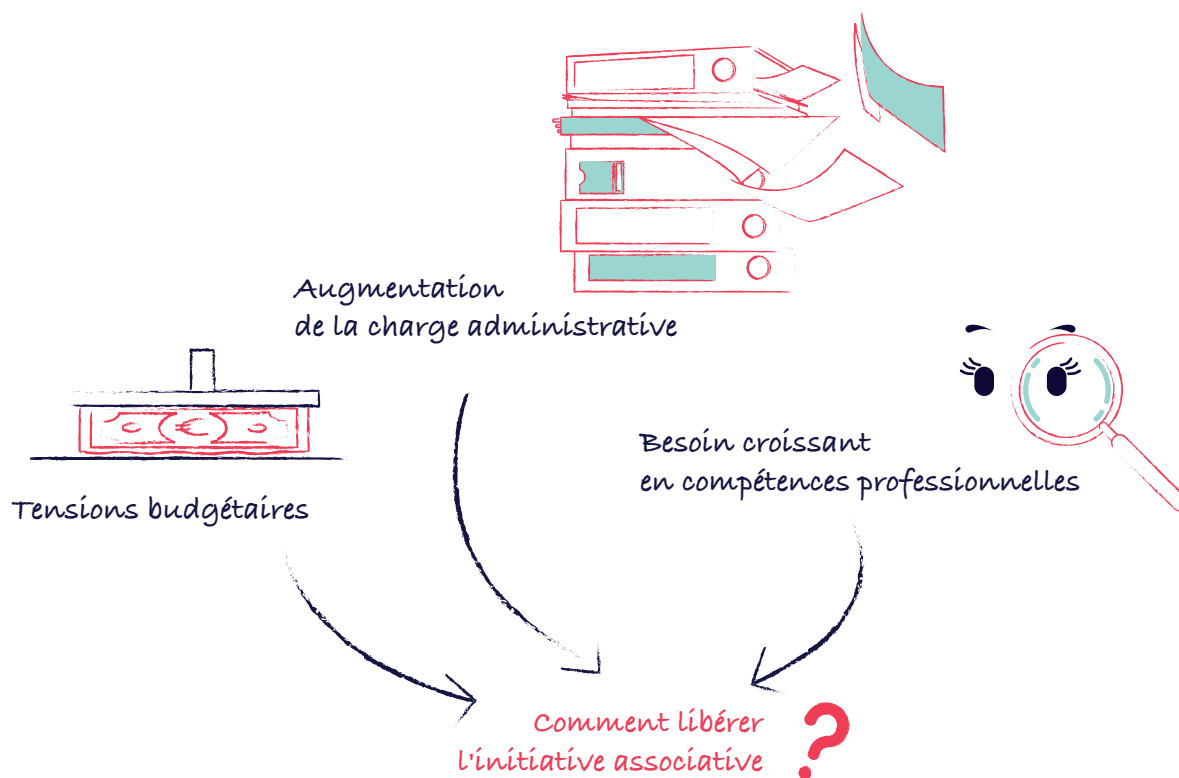 Augmentation
de la charge administrative
Tensions budgétaires
Besoin croissant
en compétences professionnelles
Comment libérer
l'initiative associative ?